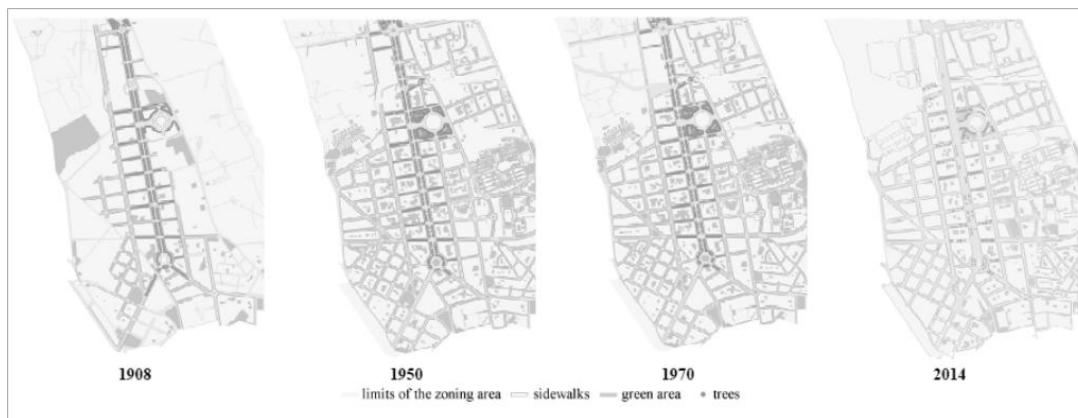 1908 1950 1970 2014
limits of the zoning area sidewalks green area trees